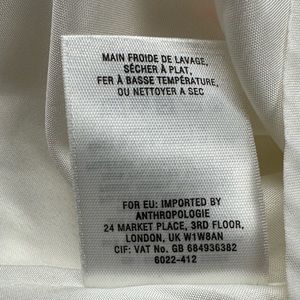 MAIN FROIDE DE LAVAGE,
SÉCHER À PLAT,
FER À BASSE TEMPÉRATURE,
OU NETTOYER A SEC
FOR EU: IMPORTED BY
ANTHROPOLOGIE
24 MARKET PLACE, 3RD FLOOR,
LONDON, UK W1W8AN
CIF: VAT No. GB 684936382
6022-412